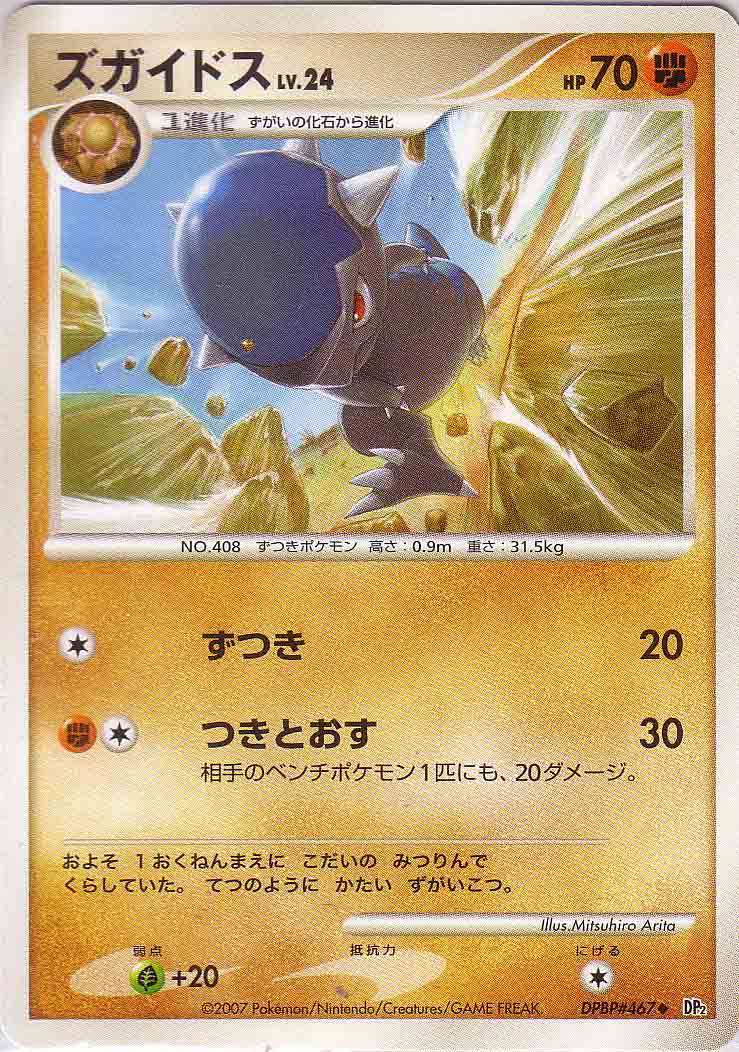 ズガイドス LV.24 HP 70
1進化 ずがいの化石から進化
NO.408 ずつきポケモン 高さ：0.9m 重さ：31.5kg
ずつき 20
つきとおす 30
相手のベンチポケモン1匹にも、20ダメージ。
およそ 1おくねんまえに こだいの みつりんで
くらしていた。 てつのように かたい ずがいこつ。
Illus.Mitsuhiro Arita
弱点 抵抗力 にげる
+20
©2007 Pokémon/Nintendo/Creatures/GAME FREAK. DPBP#467◆ DP2